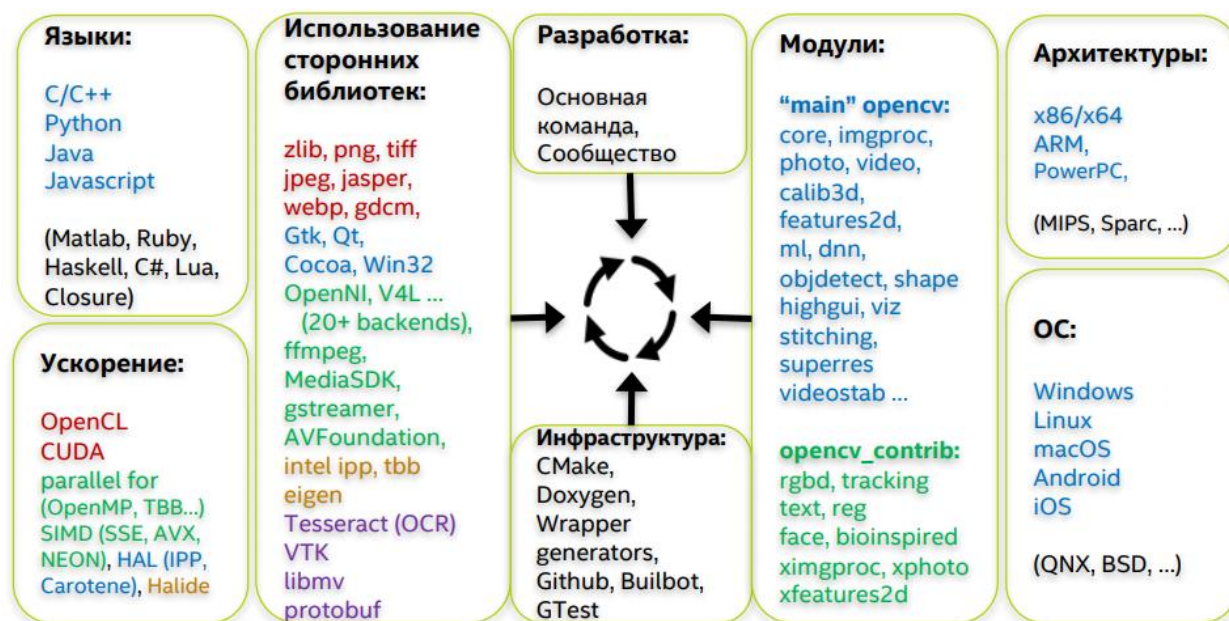 Языки:
C/C++
Python
Java
Javascript
(Matlab, Ruby,
Haskell, C#, Lua,
Closure)
Ускорение:
OpenCL
CUDA
parallel for
(OpenMP, TBB...)
SIMD (SSE, AVX,
NEON), HAL (IPP,
Carotene), Halide
Использование
сторонних
библиотек:
zlib, png, tiff
jpeg, jasper,
webp, gdcm,
Gtk, Qt,
Cocoa, Win32
OpenNI, V4L ...
(20+ backends),
ffmpeg,
MediaSDK,
gstreamer,
AVFoundation,
intel ipp, tbb
eigen
Tesseract (OCR)
VTK
libmv
protobuf
Разработка:
Основная
команда,
Сообщество
Инфраструктура:
CMake,
Doxygen,
Wrapper
generators,
Github, Builbot,
GTest
Модули:
“main” opencv:
core, imgproc,
photo, video,
calib3d,
features2d,
ml, dnn,
objdetect, shape
highgui, viz
stitching,
superres
videostab ...
opencv_contrib:
rgbd, tracking
text, reg
face, bioinspired
ximgproc, xphoto
xfeatures2d
Архитектуры:
x86/x64
ARM,
PowerPC,
(MIPS, Sparc, ...)
ОС:
Windows
Linux
macOS
Android
iOS
(QNX, BSD, ...)